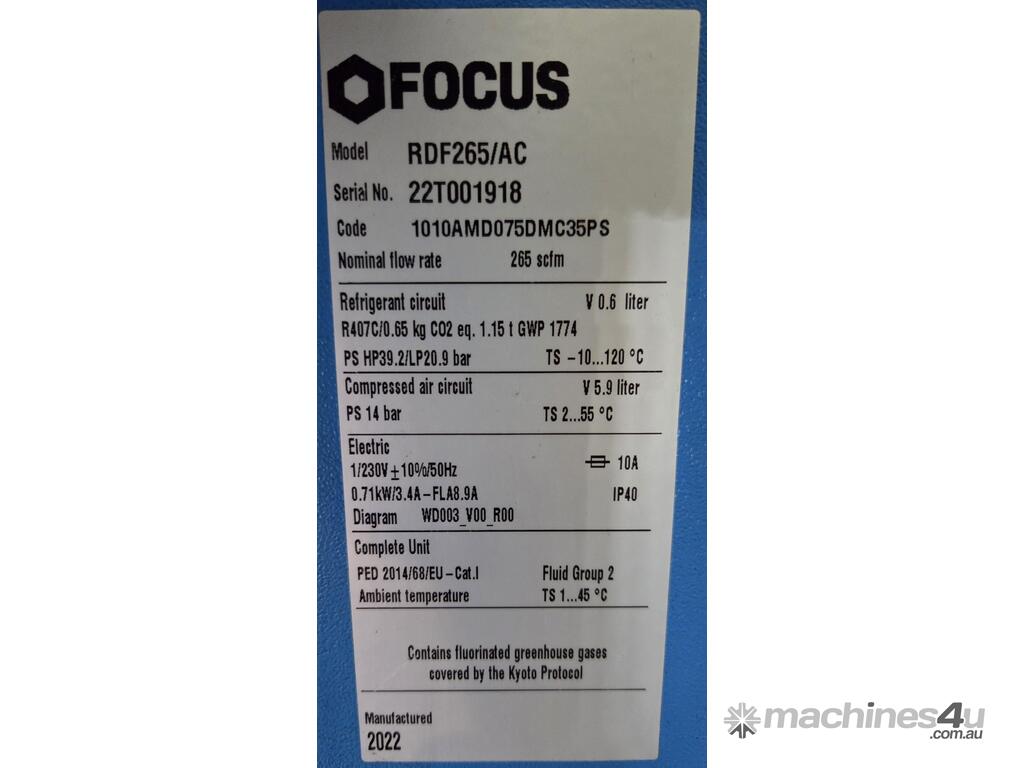 FOCUS
Model RDF265/AC
Serial No. 22T001918
Code 1010AMD075DMC35PS
Nominal flow rate 265 scfm
Refrigerant circuit V 0.6 liter
R407C/0.65 kg CO2 eq. 1.15 t GWP 1774
PS HP39.2/LP20.9 bar TS -10...120 °C
Compressed air circuit V 5.9 liter
PS 14 bar TS 2...55 °C
Electric
1/230V ±10%/50Hz 10A
0.71kW/3.4A-FLA8.9A IP40
Diagram WD003_V00_R00
Complete Unit
PED 2014/68/EU-Cat.I Fluid Group 2
Ambient temperature TS 1...45 °C
Contains fluorinated greenhouse gases
covered by the Kyoto Protocol
Manufactured
2022
machines4u
.com.au